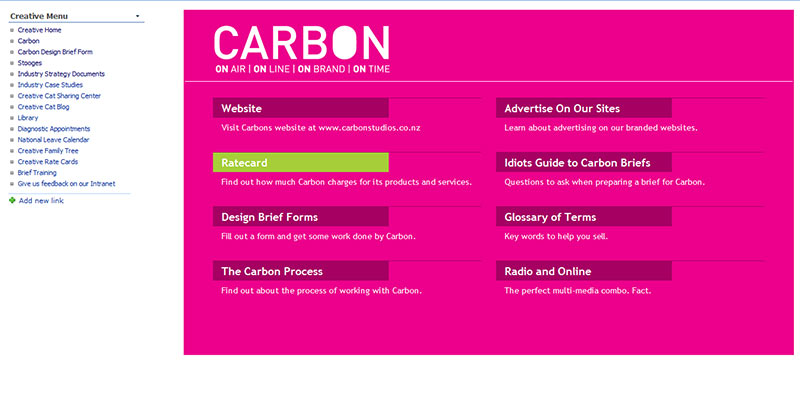 Creative Menu
Creative Home
Carbon
Carbon Design Brief Form
Stooges
Industry Strategy Documents
Industry Case Studies
Creative Cat Sharing Center
Creative Cat Blog
Library
Diagnostic Appointments
National Leave Calendar
Creative Family Tree
Creative Rate Cards
Brief Training
Give us feedback on our Intranet
Add new link
CARBON
ON AIR | ON LINE | ON BRAND | ON TIME
Website
Visit Carbons website at www.carbonstudios.co.nz
Advertise On Our Sites
Learn about advertising on our branded websites.
Ratecard
Find out how much Carbon charges for its products and services.
Idiots Guide to Carbon Briefs
Questions to ask when preparing a brief for Carbon.
Design Brief Forms
Fill out a form and get some work done by Carbon.
Glossary of Terms
Key words to help you sell.
The Carbon Process
Find out about the process of working with Carbon.
Radio and Online
The perfect multi-media combo. Fact.